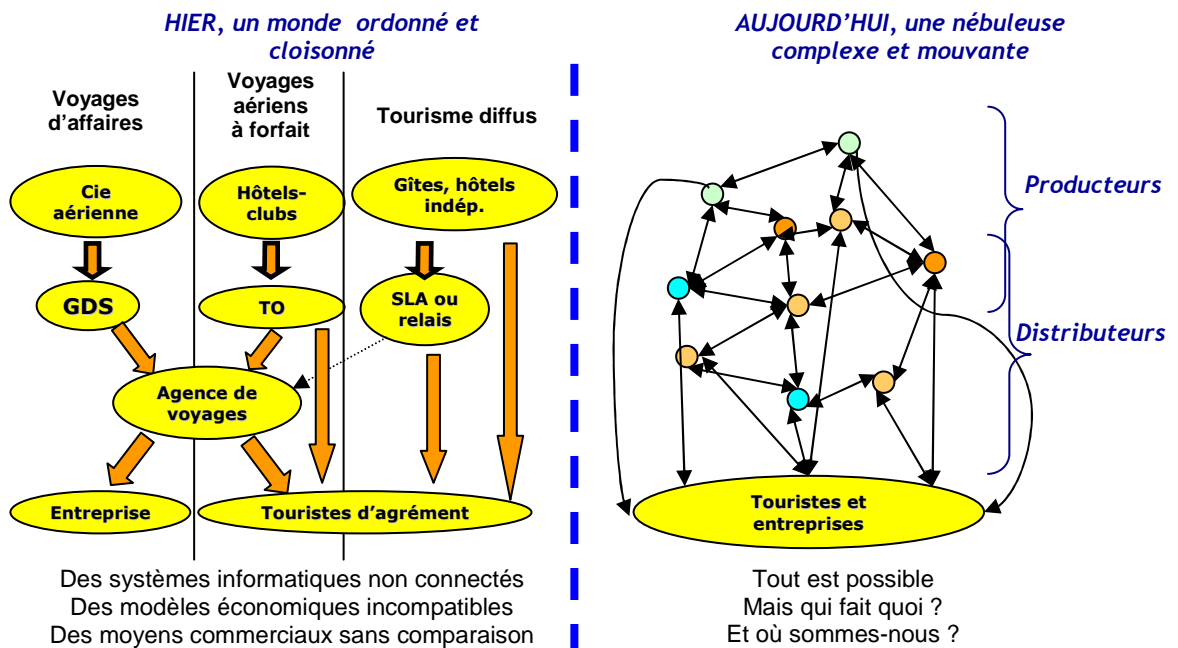 HIER, un monde ordonné et
cloisonné
AUJOURD'HUI, une nébuleuse
complexe et mouvante
Voyages
d'affaires
Voyages
aériens
à forfait
Tourisme diffus
Cie
aérienne
Hôtels-
clubs
Gîtes, hôtels
indép.
Producteurs
GDS
TO
SLA ou
relais
Distributeurs
Agence de
voyages
Entreprise
Touristes d'agrément
Touristes et
entreprises
Des systèmes informatiques non connectés
Des modèles économiques incompatibles
Des moyens commerciaux sans comparaison
Tout est possible
Mais qui fait quoi ?
Et où sommes-nous ?